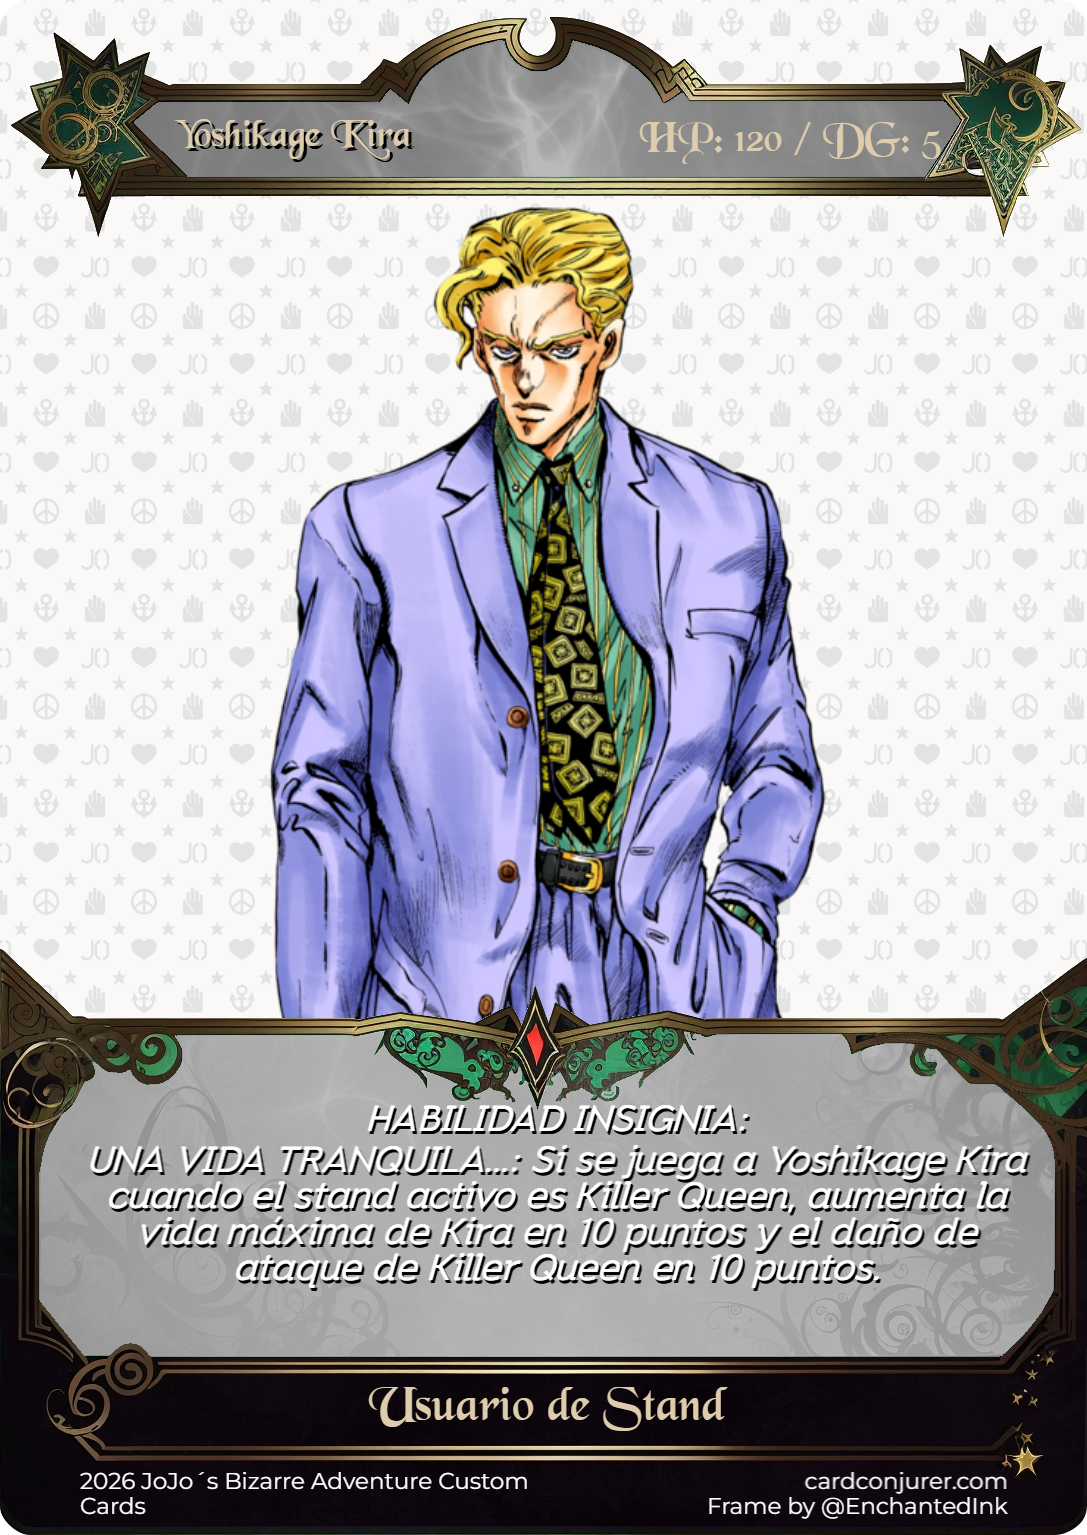 Yoshikage Kira
HP: 120 / DG: 5
HABILIDAD INSIGNIA:
UNA VIDA TRANQUILA...: Si se juega a Yoshikage Kira
cuando el stand activo es Killer Queen, aumenta la
vida máxima de Kira en 10 puntos y el daño de
ataque de Killer Queen en 10 puntos.
Usuario de Stand
2026 JoJo´s Bizarre Adventure Custom
Cards
cardconjurer.com
Frame by @EnchantedInk